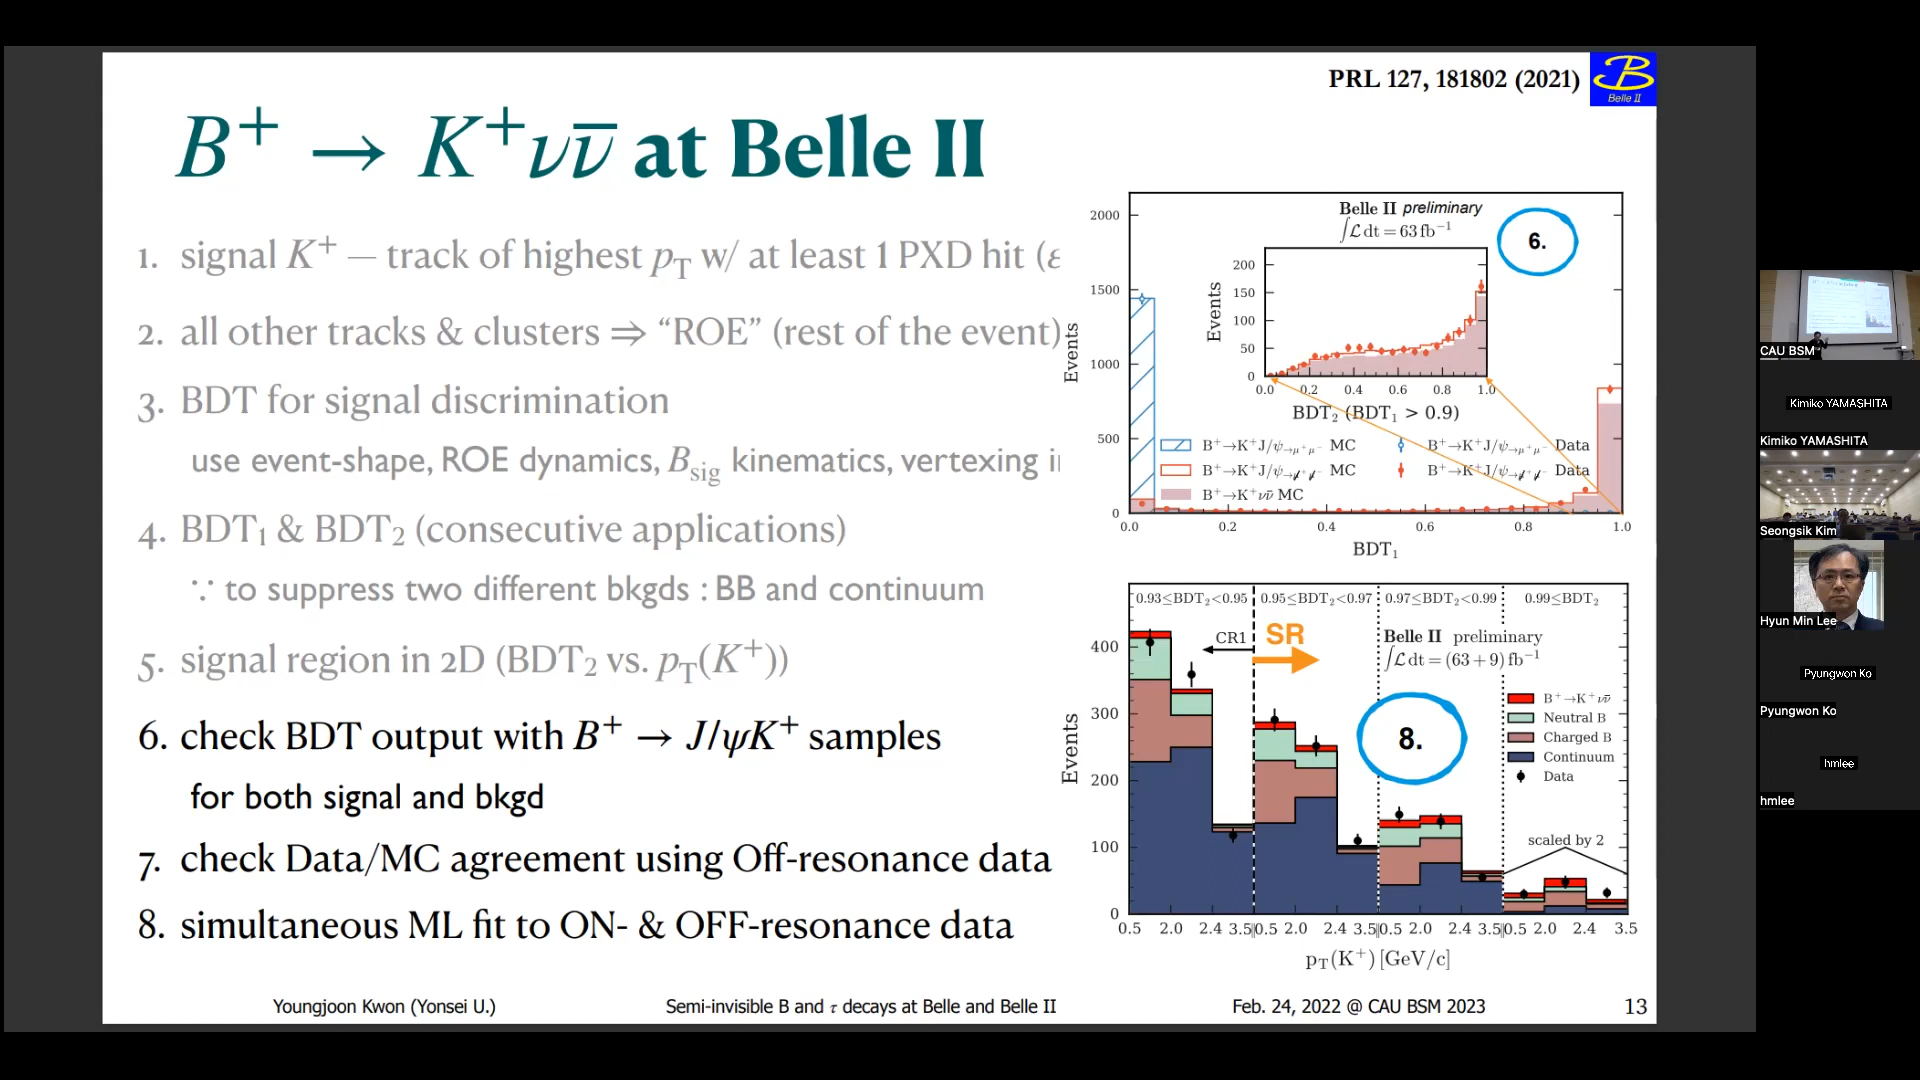 PRL 127, 181802 (2021)
Belle II
B⁺ → K⁺νν̄ at Belle II
1. signal K⁺ — track of highest p_T w/ at least 1 PXD hit (ε
2. all other tracks & clusters ⇒ “ROE” (rest of the event)
3. BDT for signal discrimination
use event-shape, ROE dynamics, B_sig kinematics, vertexing i
4. BDT₁ & BDT₂ (consecutive applications)
∵ to suppress two different bkgds : BB and continuum
5. signal region in 2D (BDT₂ vs. p_T(K⁺))
6. check BDT output with B⁺ → J/ψK⁺ samples
for both signal and bkgd
7. check Data/MC agreement using Off-resonance data
8. simultaneous ML fit to ON- & OFF-resonance data
Belle II preliminary
∫ℒ dt = 63 fb⁻¹
6.
Events
2000
1500
1000
500
0
0.0 0.2 0.4 0.6 0.8 1.0
BDT₁
Events
200
150
100
50
0
0.0 0.2 0.4 0.6 0.8 1.0
BDT₂ (BDT₁ > 0.9)
B⁺→K⁺J/ψ→μ⁺μ⁻ MC
B⁺→K⁺J/ψ→μ⁺μ⁻ Data
B⁺→K⁺J/ψ→μ̸⁺μ̸⁻ MC
B⁺→K⁺J/ψ→μ̸⁺μ̸⁻ Data
B⁺→K⁺νν̄ MC
0.93≤BDT₂<0.95 0.95≤BDT₂<0.97 0.97≤BDT₂<0.99 0.99≤BDT₂
CR1
SR
Belle II preliminary
∫ℒ dt = (63 + 9) fb⁻¹
8.
B⁺→K⁺νν̄
Neutral B
Charged B
Continuum
Data
scaled by 2
Events
400
300
200
100
0
0.5 2.0 2.4 3.5|0.5 2.0 2.4 3.5|0.5 2.0 2.4 3.5|0.5 2.0 2.4 3.5
p_T(K⁺) [GeV/c]
Youngjoon Kwon (Yonsei U.)
Semi-invisible B and τ decays at Belle and Belle II
Feb. 24, 2022 @ CAU BSM 2023
13
CAU BSM
Kimiko YAMASHITA
Kimiko YAMASHITA
Seongsik Kim
Hyun Min Lee
Pyungwon Ko
Pyungwon Ko
hmlee
hmlee